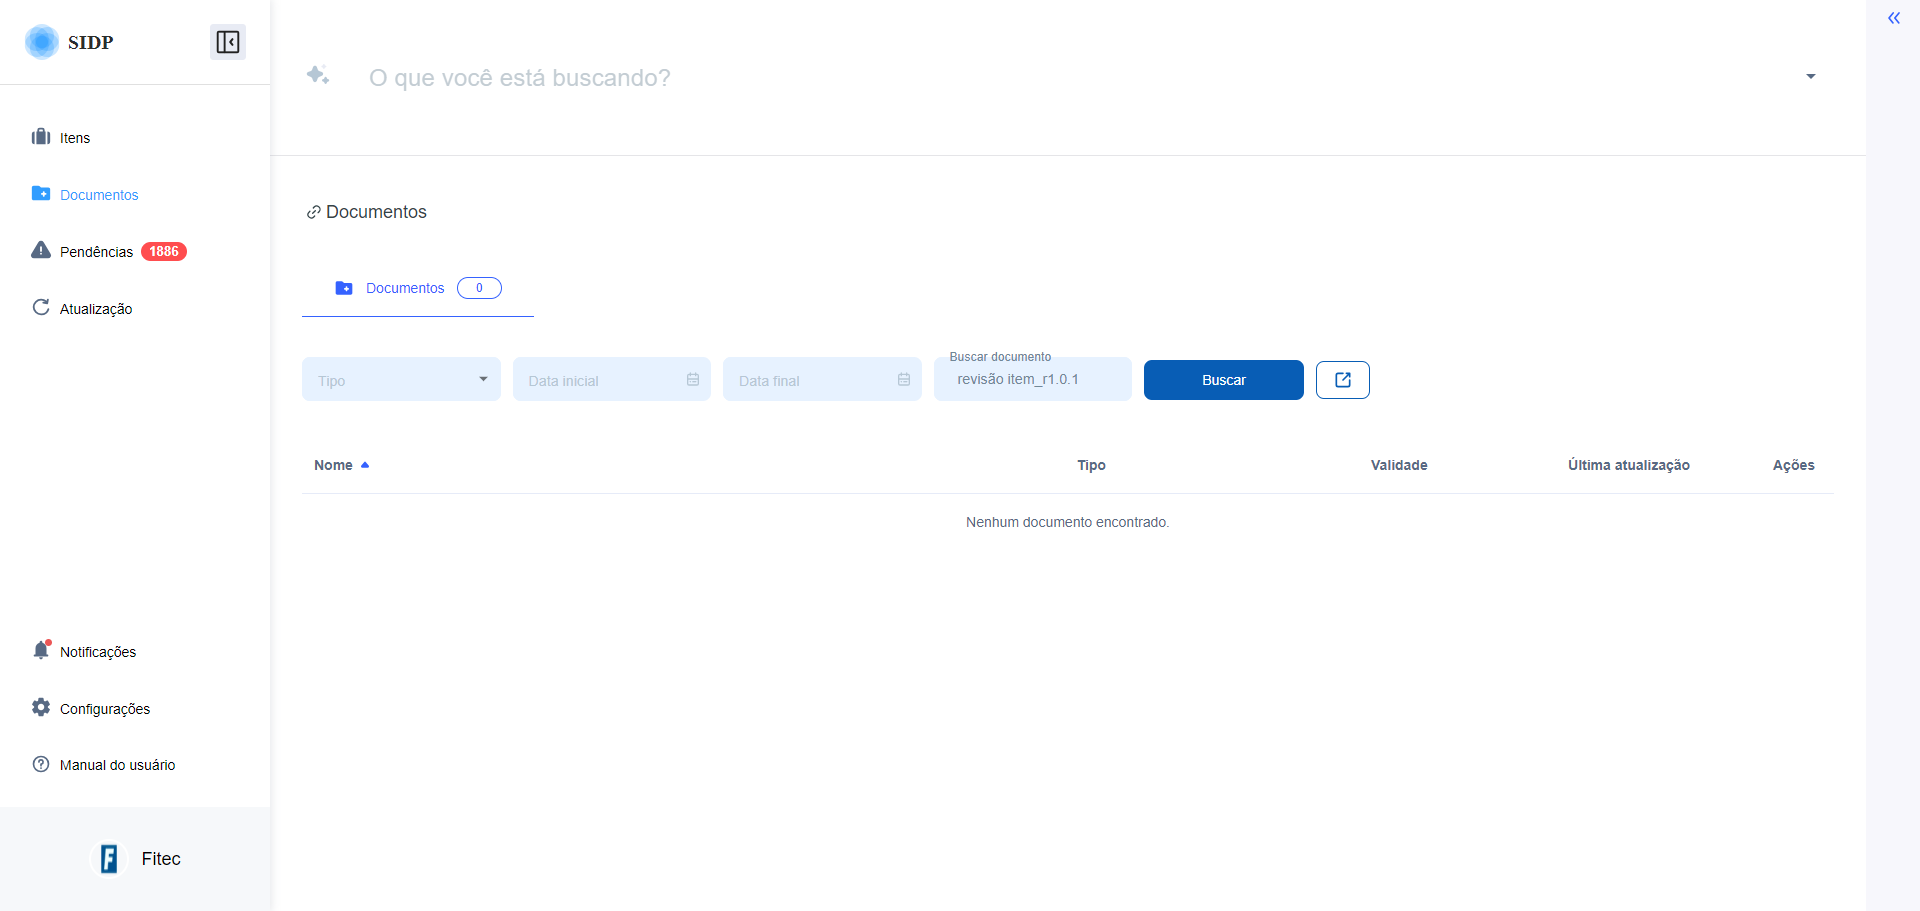 SIDP
O que você está buscando?
Itens
Documentos
Pendências 1886
Atualização
Documentos
Documentos 0
Tipo
Data inicial
Data final
Buscar documento
revisão item_r1.0.1
Buscar
Nome Tipo Validade Última atualização Ações
Nenhum documento encontrado.
Notificações
Configurações
Manual do usuário
F Fitec